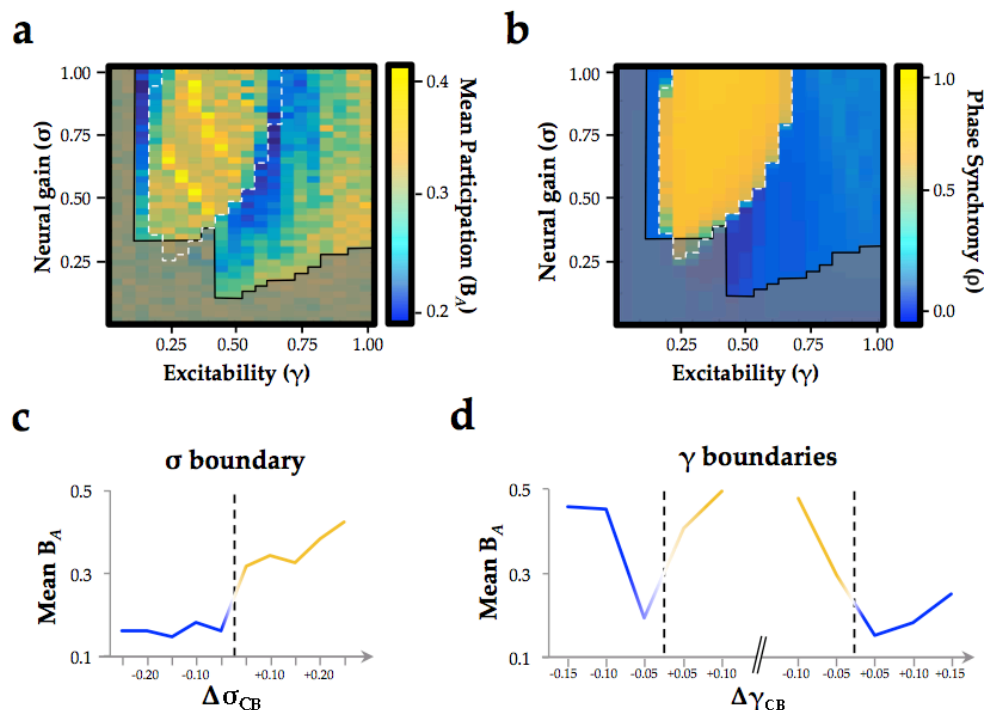 a
Neural gain (σ)
1.00
0.75
0.50
0.25
0.25
0.50
0.75
1.00
Excitability (γ)
0.4
0.3
0.2
Mean Participation (B_A)
b
Neural gain (σ)
1.00
0.75
0.50
0.25
0.25
0.50
0.75
1.00
Excitability (γ)
1.0
0.5
0.0
Phase Synchrony (ρ)
c
σ boundary
Mean B_A
0.5
0.3
0.1
-0.20
-0.10
+0.10
+0.20
Δσ_CB
d
γ boundaries
Mean B_A
0.5
0.3
0.1
-0.15
-0.10
-0.05
+0.05
+0.10
-0.10
-0.05
+0.05
+0.10
+0.15
Δγ_CB